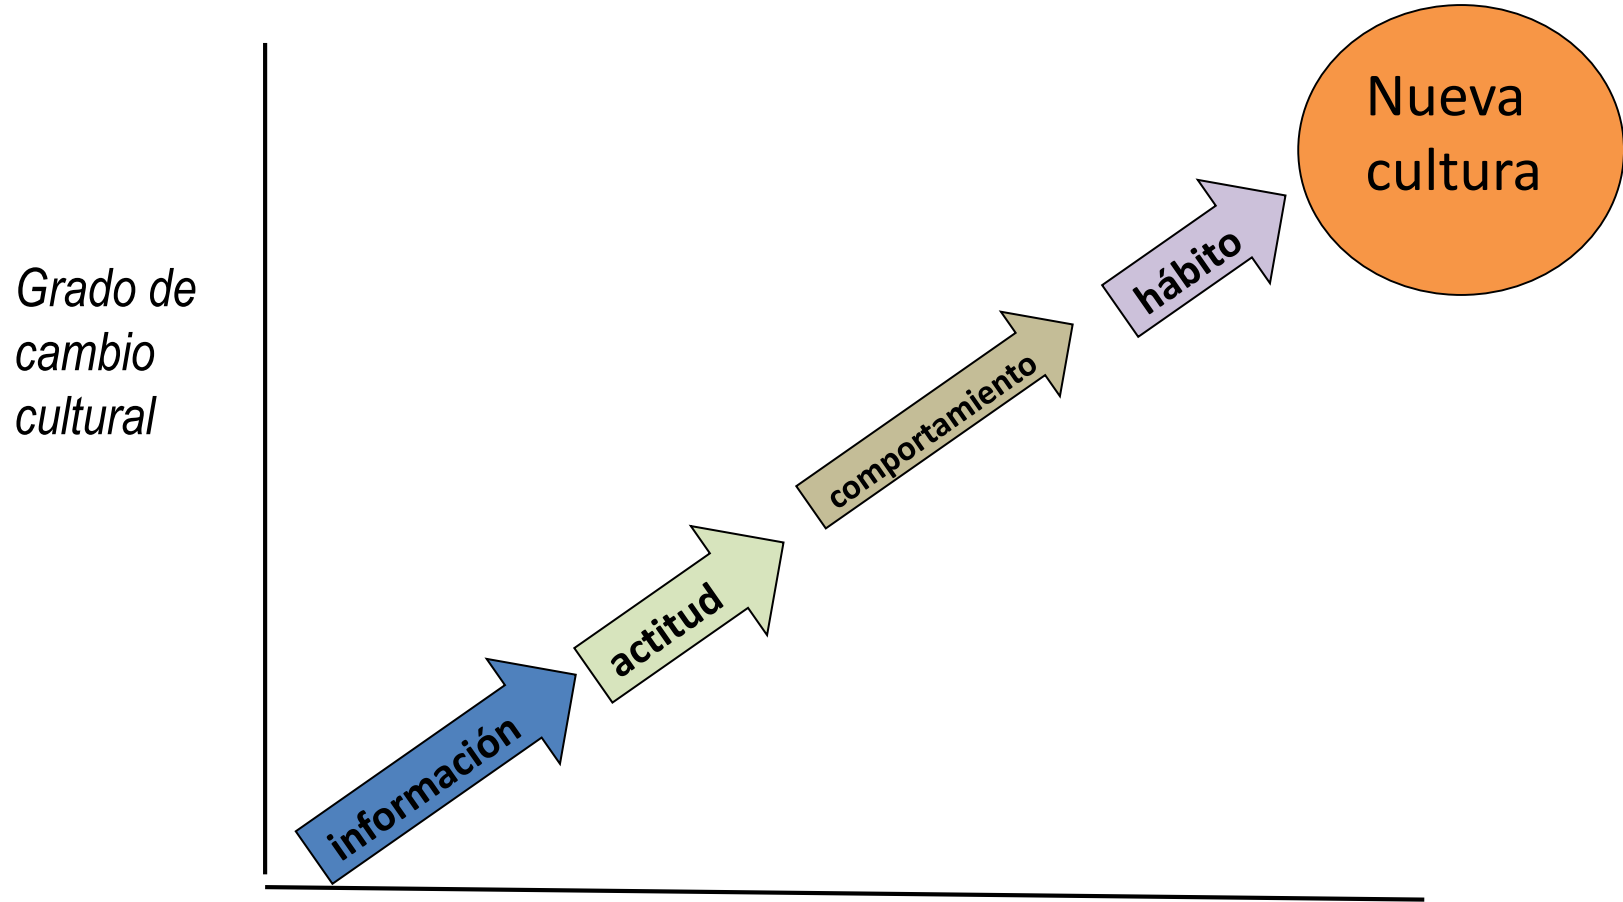 Nueva
cultura
Grado de
cambio
cultural
hábito
comportamiento
actitud
información